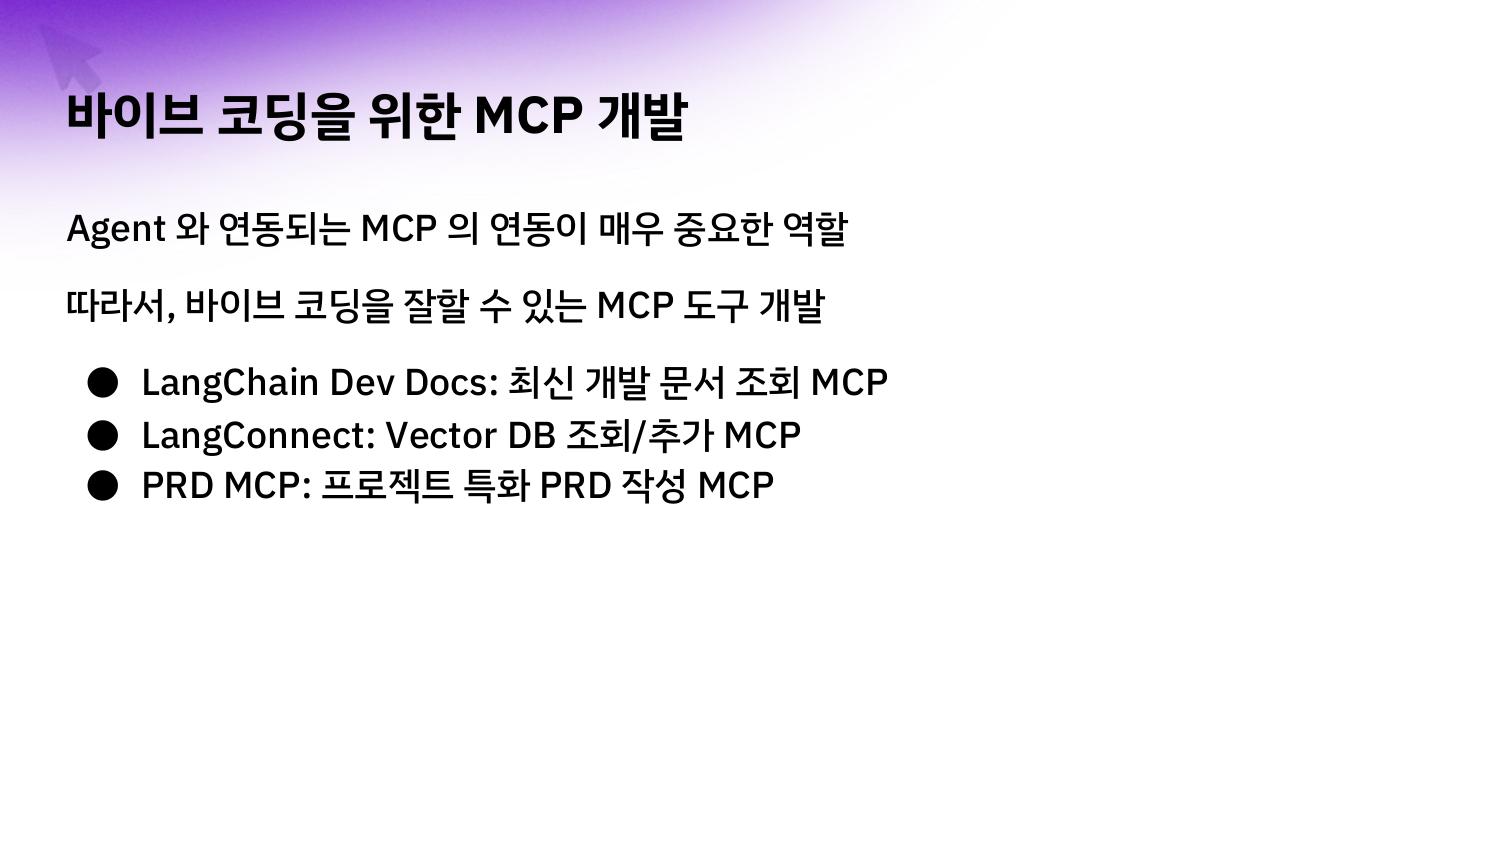 바이브 코딩을 위한 MCP 개발
Agent 와 연동되는 MCP 의 연동이 매우 중요한 역할
따라서, 바이브 코딩을 잘할 수 있는 MCP 도구 개발
● LangChain Dev Docs: 최신 개발 문서 조회 MCP
● LangConnect: Vector DB 조회/추가 MCP
● PRD MCP: 프로젝트 특화 PRD 작성 MCP